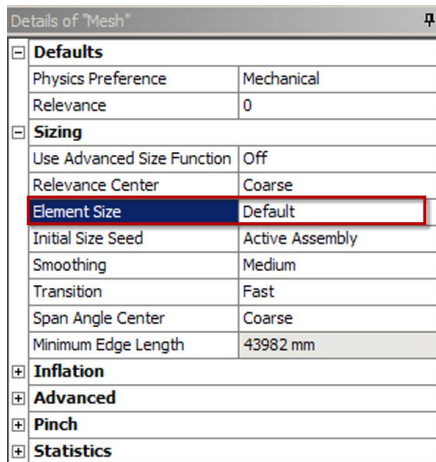 Details of "Mesh"
Defaults
Physics Preference Mechanical
Relevance 0
Sizing
Use Advanced Size Function Off
Relevance Center Coarse
Element Size Default
Initial Size Seed Active Assembly
Smoothing Medium
Transition Fast
Span Angle Center Coarse
Minimum Edge Length 43982 mm
Inflation
Advanced
Pinch
Statistics